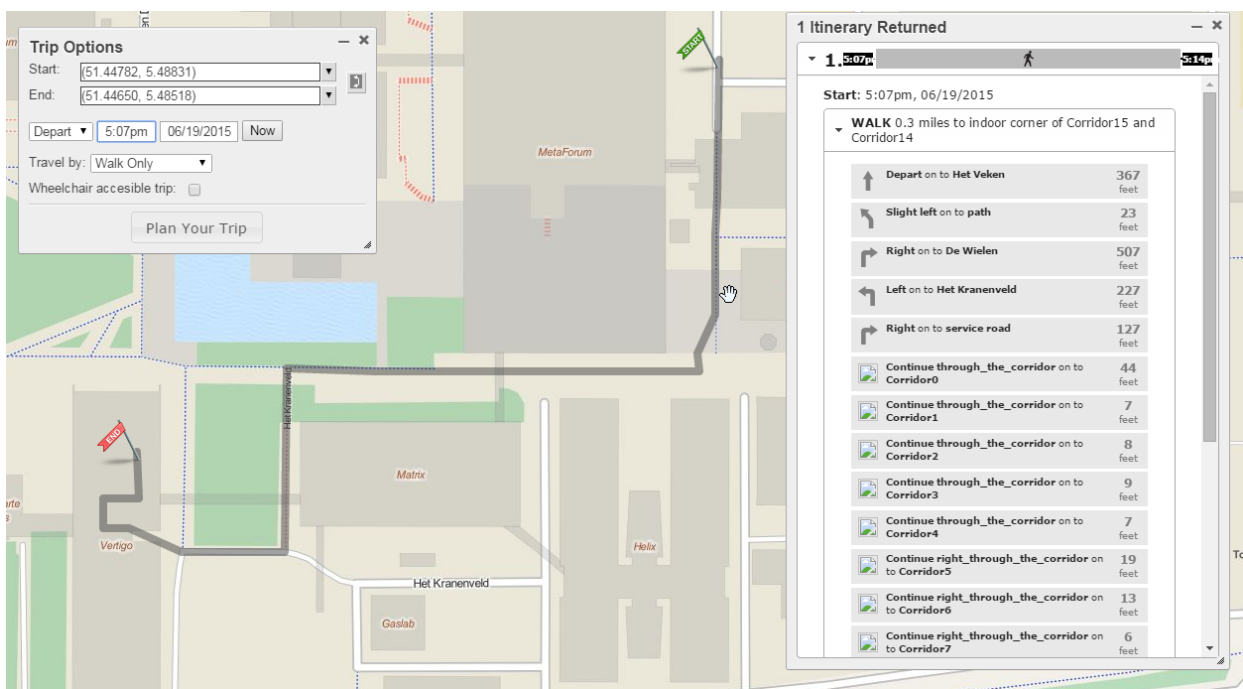 Trip Options
Start:
(51.44782, 5.48831)
End:
(51.44650, 5.48518)
Depart
5:07pm
06/19/2015
Now
Travel by:
Walk Only
Wheelchair accesible trip:
Plan Your Trip
START
MetaForum
Het Kranenveld
END
Matrix
Vertigo
Helix
Het Kranenveld
Gaslab
1 Itinerary Returned
1.
5:07p
5:14p
Start: 5:07pm, 06/19/2015
WALK 0.3 miles to indoor corner of Corridor15 and
Corridor14
Depart on to Het Veken
367
feet
Slight left on to path
23
feet
Right on to De Wielen
507
feet
Left on to Het Kranenveld
227
feet
Right on to service road
127
feet
Continue through_the_corridor on to
Corridor0
44
feet
Continue through_the_corridor on to
Corridor1
7
feet
Continue through_the_corridor on to
Corridor2
8
feet
Continue through_the_corridor on to
Corridor3
9
feet
Continue through_the_corridor on to
Corridor4
7
feet
Continue right_through_the_corridor on
to Corridor5
19
feet
Continue right_through_the_corridor on
to Corridor6
13
feet
Continue right_through_the_corridor on
to Corridor7
6
feet